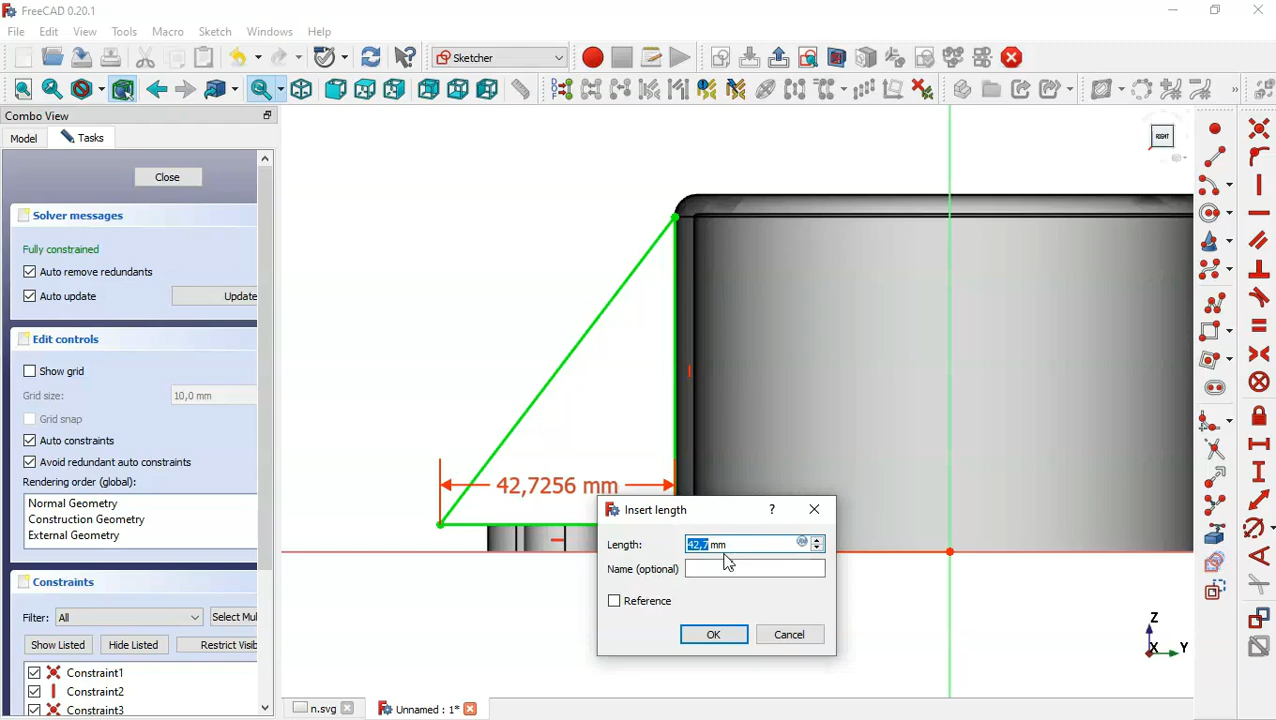 FreeCAD 0.20.1
File Edit View Tools Macro Sketch Windows Help
Sketcher
Combo View
Model Tasks
Close
Solver messages
Fully constrained
Auto remove redundants
Auto update
Update
Edit controls
Show grid
Grid size: 10,0 mm
Grid snap
Auto constraints
Avoid redundant auto constraints
Rendering order (global):
Normal Geometry
Construction Geometry
External Geometry
Constraints
Filter: All Select Mul
Show Listed Hide Listed Restrict Visib
Constraint1
Constraint2
Constraint3
RIGHT
42,7256 mm
Insert length ?
Length: 42,7 mm
Name (optional)
Reference
OK Cancel
Z
X Y
n.svg Unnamed : 1*